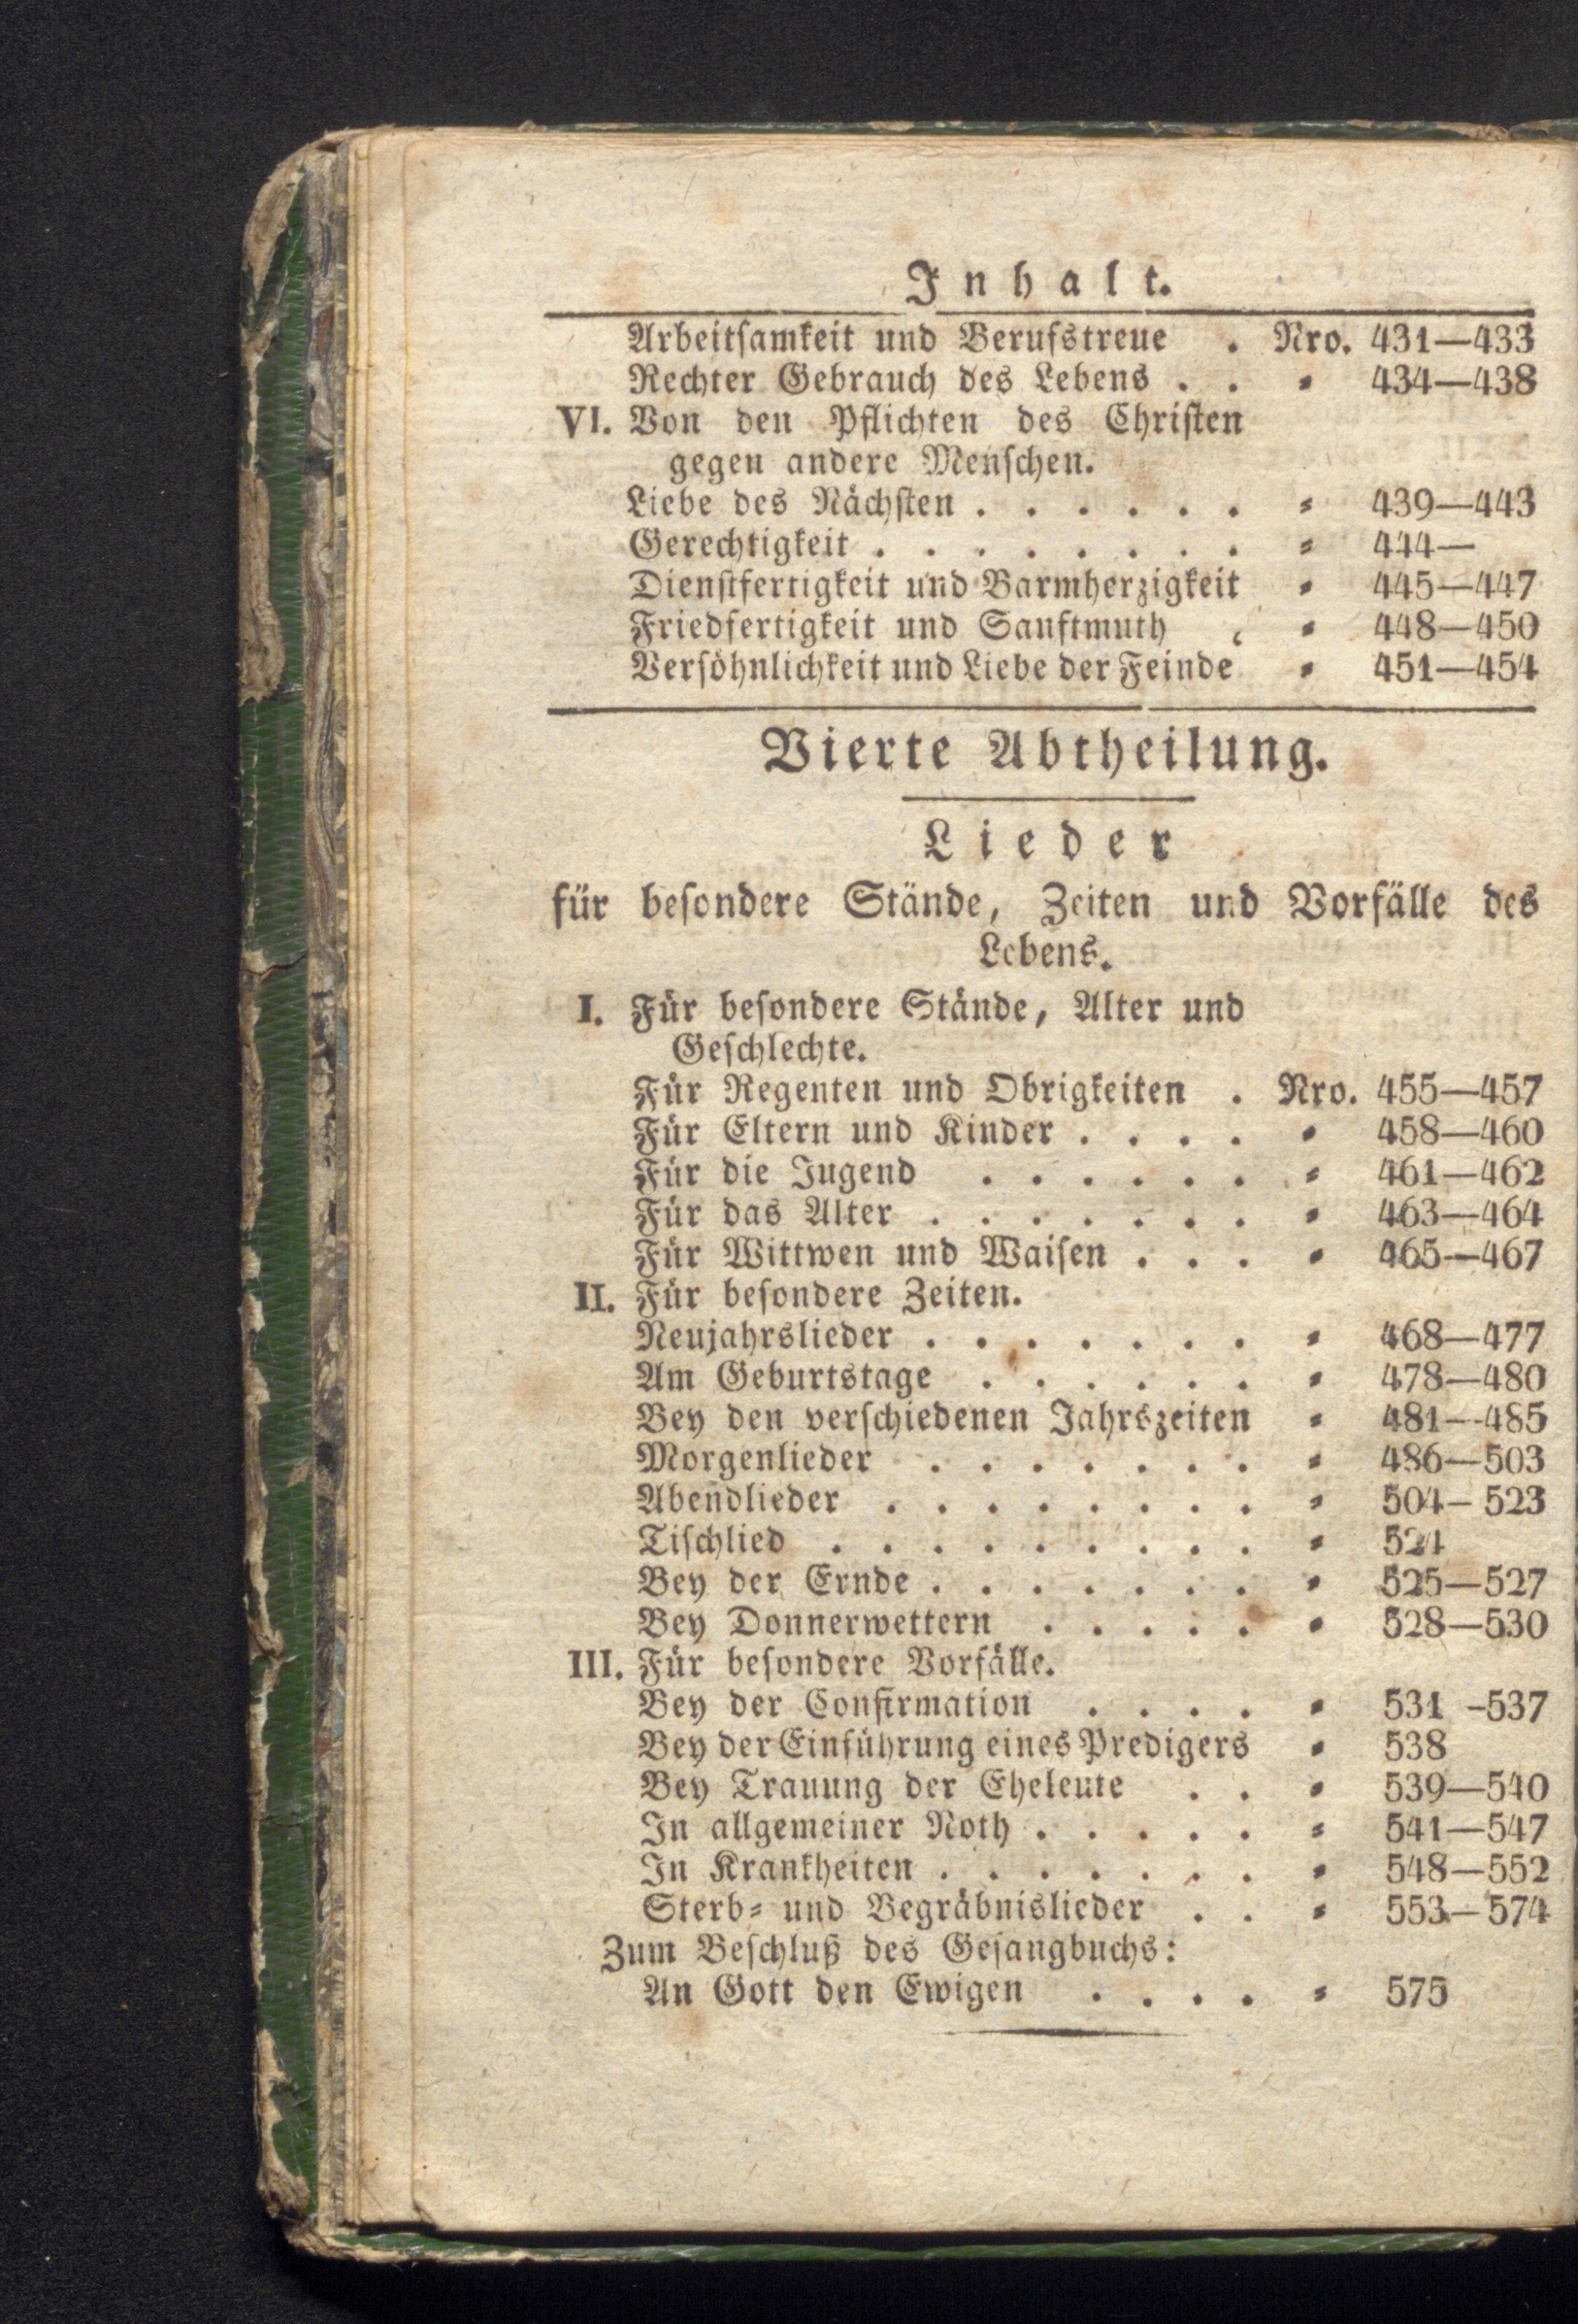 Inhalt.
Arbeitſamkeit und Berufstreue . Nro. 431—433
Rechter Gebrauch des Lebens . . ⸗ 434—438
VI. Von den Pflichten des Chriſten
gegen andere Menſchen.
Liebe des Nächſten . . . . . . ⸗ 439—443
Gerechtigkeit . . . . . . . . ⸗ 444—
Dienſtfertigkeit und Barmherzigkeit ⸗ 445—447
Friedfertigkeit und Sanftmuth . ⸗ 448—450
Verſöhnlichkeit und Liebe der Feinde ⸗ 451—454
Vierte Abtheilung.
Lieder
für beſondere Stände, Zeiten und Vorfälle des
Lebens.
I. Für beſondere Stände, Alter und
Geſchlechte.
Für Regenten und Obrigkeiten . Nro. 455—457
Für Eltern und Kinder . . . . ⸗ 458—460
Für die Jugend . . . . . . ⸗ 461—462
Für das Alter . . . . . . . ⸗ 463—464
Für Wittwen und Waiſen . . . ⸗ 465—467
II. Für beſondere Zeiten.
Neujahrslieder . . . . . . . ⸗ 468—477
Am Geburtstage . . . . . . ⸗ 478—480
Bey den verſchiedenen Jahrszeiten ⸗ 481—485
Morgenlieder . . . . . . . ⸗ 486—503
Abendlieder . . . . . . . . ⸗ 504—523
Tiſchlied . . . . . . . . . ⸗ 524
Bey der Ernde . . . . . . . ⸗ 525—527
Bey Donnerwettern . . . . . ⸗ 528—530
III. Für beſondere Vorfälle.
Bey der Confirmation . . . . ⸗ 531 -537
Bey der Einführung eines Predigers ⸗ 538
Bey Trauung der Eheleute . . ⸗ 539—540
In allgemeiner Noth . . . . . ⸗ 541—547
In Krankheiten . . . . . . . ⸗ 548—552
Sterb⸗ und Begräbnislieder . . ⸗ 553—574
Zum Beſchluß des Geſangbuchs:
An Gott den Ewigen . . . . ⸗ 575